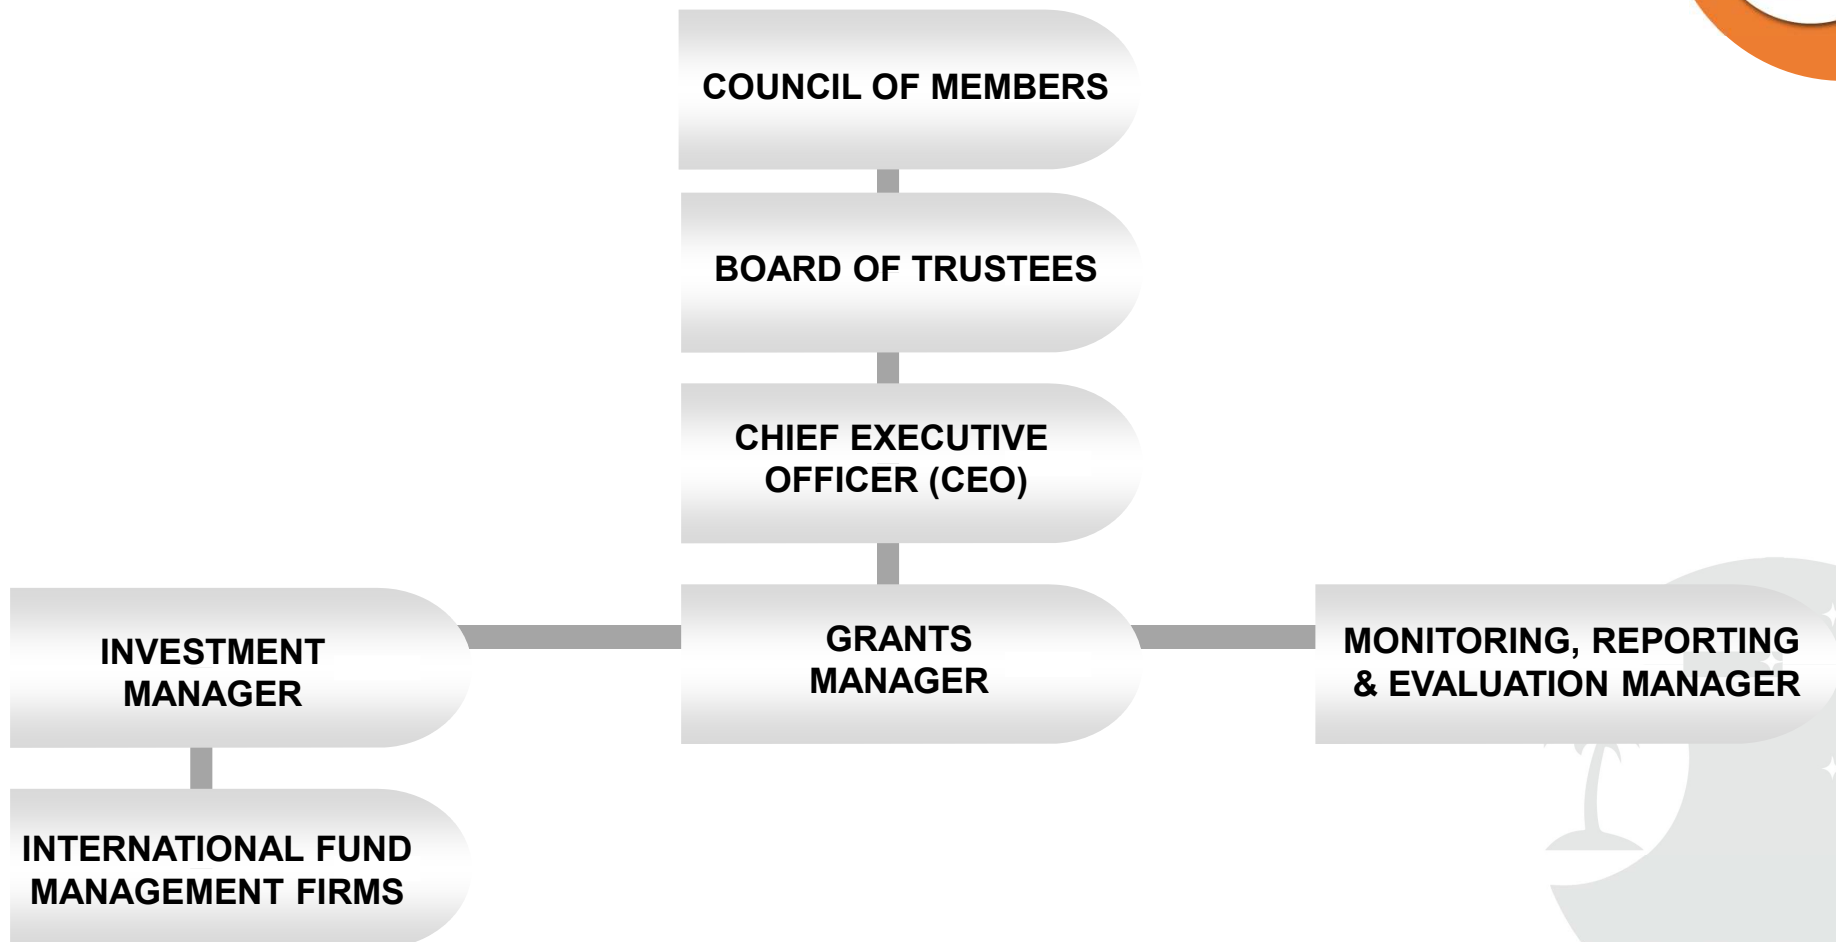 COUNCIL OF MEMBERS
BOARD OF TRUSTEES
CHIEF EXECUTIVE
OFFICER (CEO)
INVESTMENT
MANAGER
GRANTS
MANAGER
MONITORING, REPORTING
& EVALUATION MANAGER
INTERNATIONAL FUND
MANAGEMENT FIRMS